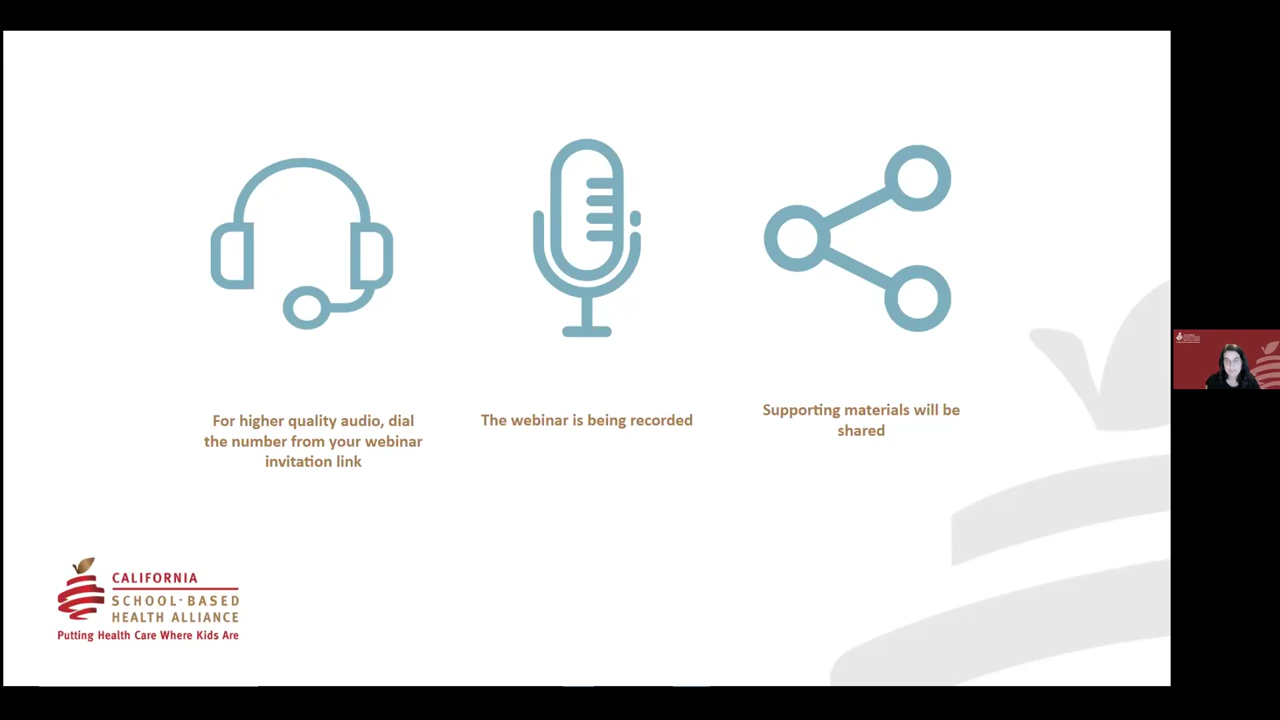 For higher quality audio, dial
the number from your webinar
invitation link
The webinar is being recorded
Supporting materials will be
shared
CALIFORNIA
SCHOOL-BASED
HEALTH ALLIANCE
Putting Health Care Where Kids Are